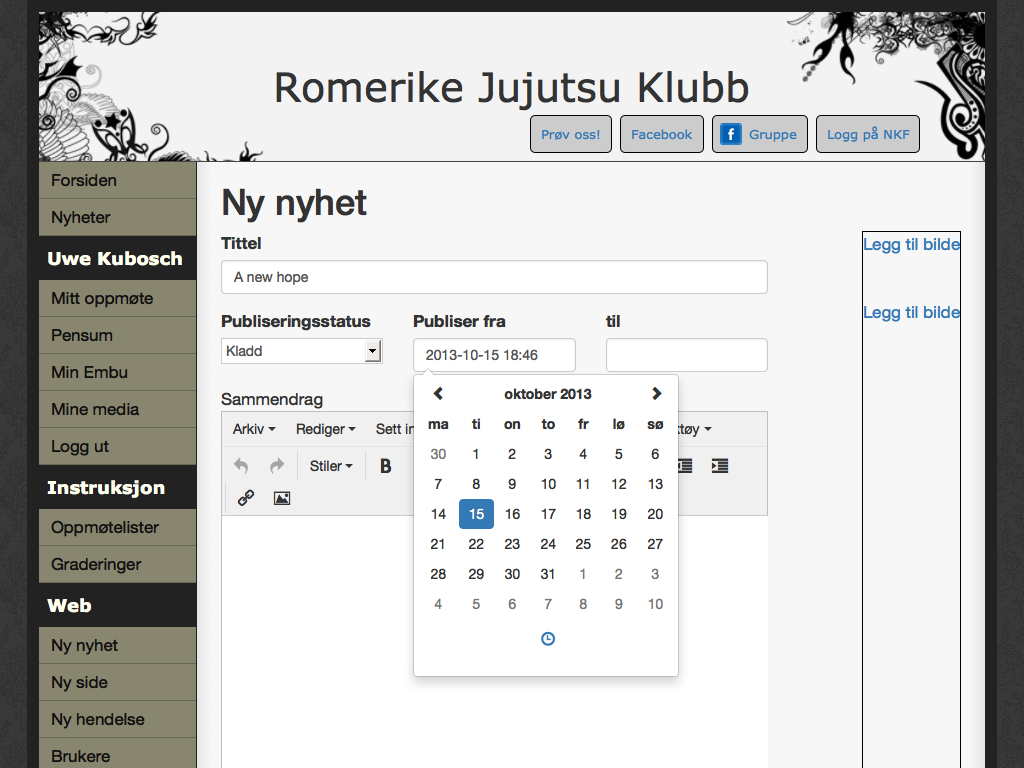 Romerike Jujutsu Klubb
Prøv oss! Facebook f Gruppe Logg på NKF
Forsiden
Nyheter
Uwe Kubosch
Mitt oppmøte
Pensum
Min Embu
Mine media
Logg ut
Instruksjon
Oppmøtelister
Graderinger
Web
Ny nyhet
Ny side
Ny hendelse
Brukere
Ny nyhet
Tittel
A new hope
Publiseringsstatus Publiser fra til
Kladd 2013-10-15 18:46
Sammendrag
Arkiv Rediger Sett in tøy
Stiler B
oktober 2013
ma ti on to fr lø sø
30 1 2 3 4 5 6
7 8 9 10 11 12 13
14 15 16 17 18 19 20
21 22 23 24 25 26 27
28 29 30 31 1 2 3
4 5 6 7 8 9 10
Legg til bilde
Legg til bilde